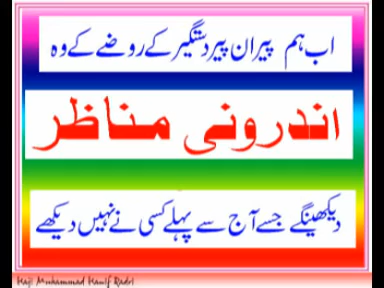 اب ہم پیران پیر دستگیر کے روضے کے وہ
اندرونی مناظر
دیکھینگے جسے آج سے پہلے کسی نے نہیں دیکھے
Haji Muhammad Hanif Qadri